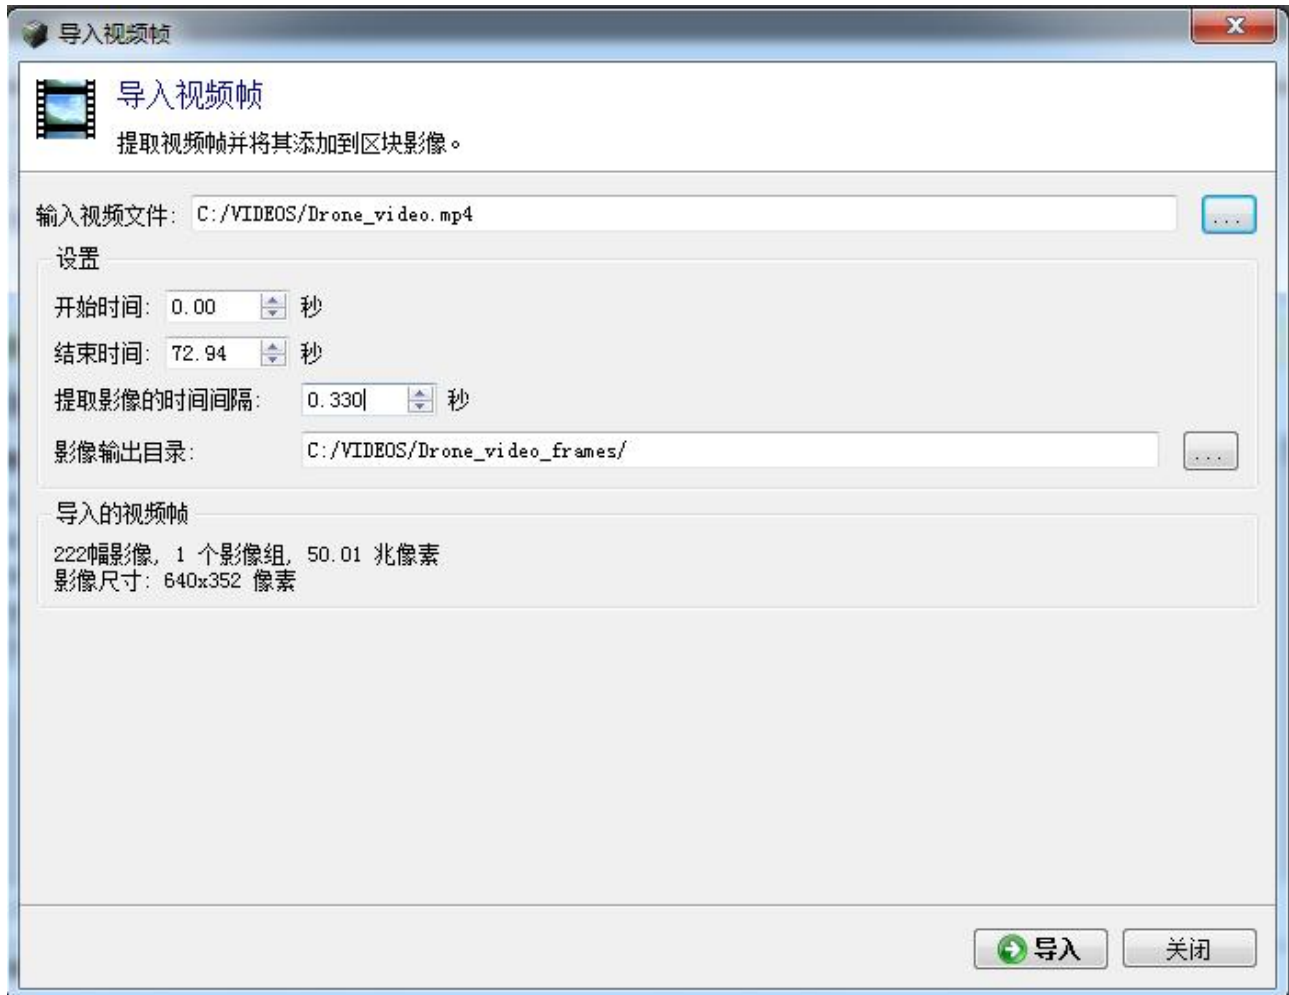 导入视频帧
导入视频帧
提取视频帧并将其添加到区块影像。
输入视频文件: C:/VIDEOS/Drone_video.mp4 ...
设置
开始时间: 0.00 秒
结束时间: 72.94 秒
提取影像的时间间隔: 0.330 秒
影像输出目录: C:/VIDEOS/Drone_video_frames/ ...
导入的视频帧
222幅影像, 1 个影像组, 50.01 兆像素
影像尺寸: 640x352 像素
导入 关闭